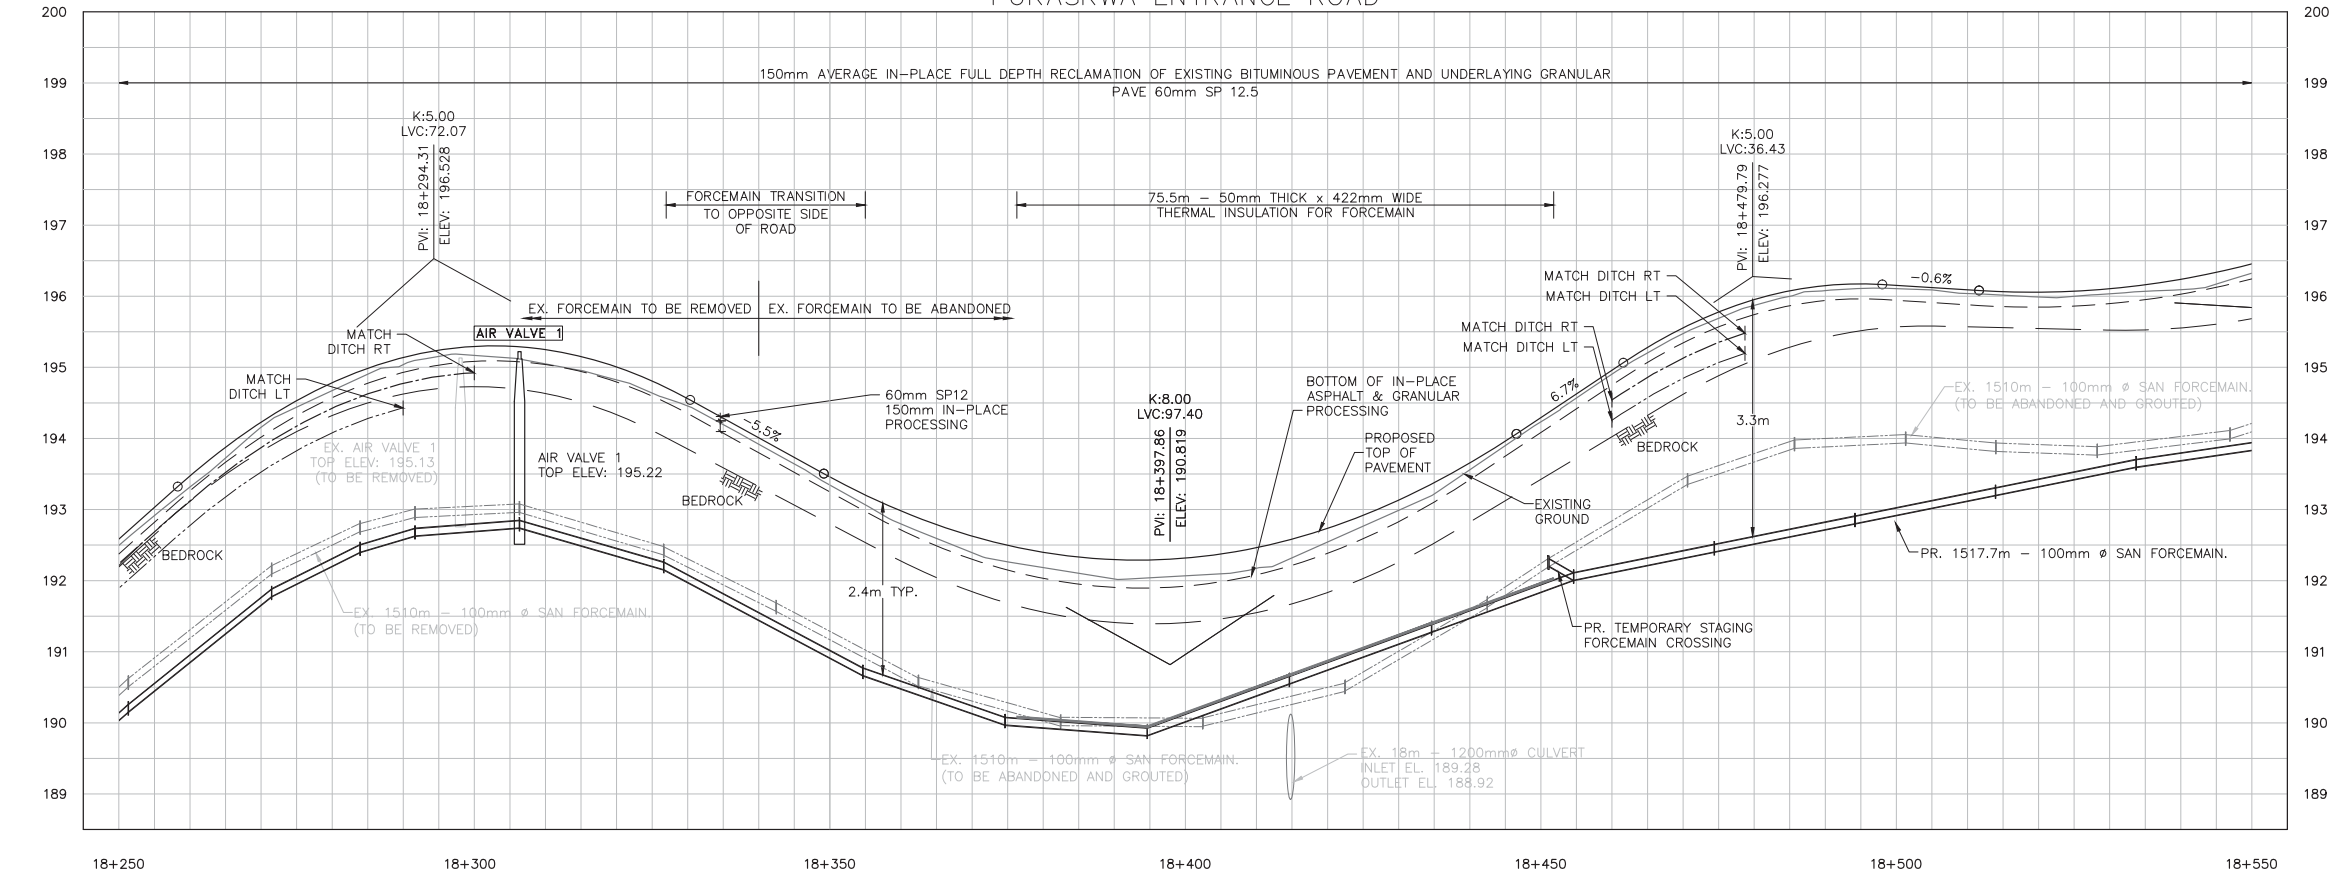 PUKASKWA ENTRANCE ROAD
200
200
199
150mm AVERAGE IN-PLACE FULL DEPTH RECLAMATION OF EXISTING BITUMINOUS PAVEMENT AND UNDERLAYING GRANULAR
PAVE 60mm SP 12.5
199
K:5.00
LVC:72.07
PVI: 18+294.31
ELEV: 196.528
K:5.00
LVC:36.43
PVI: 18+479.79
ELEV: 196.277
198
198
FORCEMAIN TRANSITION
TO OPPOSITE SIDE
OF ROAD
75.5m - 50mm THICK x 422mm WIDE
THERMAL INSULATION FOR FORCEMAIN
197
197
MATCH DITCH RT
MATCH DITCH LT
-0.6%
196
196
EX. FORCEMAIN TO BE REMOVED
EX. FORCEMAIN TO BE ABANDONED
AIR VALVE 1
MATCH
DITCH RT
MATCH DITCH RT
MATCH DITCH LT
195
195
MATCH
DITCH LT
60mm SP12
150mm IN-PLACE
PROCESSING
-5.5%
K:8.00
LVC:97.40
PVI: 18+397.86
ELEV: 190.819
BOTTOM OF IN-PLACE
ASPHALT & GRANULAR
PROCESSING
6.7%
EX. 1510m - 100mm ø SAN FORCEMAIN.
(TO BE ABANDONED AND GROUTED)
3.3m
194
194
EX. AIR VALVE 1
TOP ELEV: 195.13
(TO BE REMOVED)
AIR VALVE 1
TOP ELEV: 195.22
BEDROCK
PROPOSED
TOP OF
PAVEMENT
BEDROCK
193
193
EXISTING
GROUND
BEDROCK
PR. 1517.7m - 100mm ø SAN FORCEMAIN.
192
192
2.4m TYP.
EX. 1510m - 100mm ø SAN FORCEMAIN.
(TO BE REMOVED)
PR. TEMPORARY STAGING
FORCEMAIN CROSSING
191
191
190
190
EX. 1510m - 100mm ø SAN FORCEMAIN.
(TO BE ABANDONED AND GROUTED)
EX. 18m - 1200mmø CULVERT
INLET EL. 189.28
OUTLET EL. 188.92
189
189
18+250
18+300
18+350
18+400
18+450
18+500
18+550